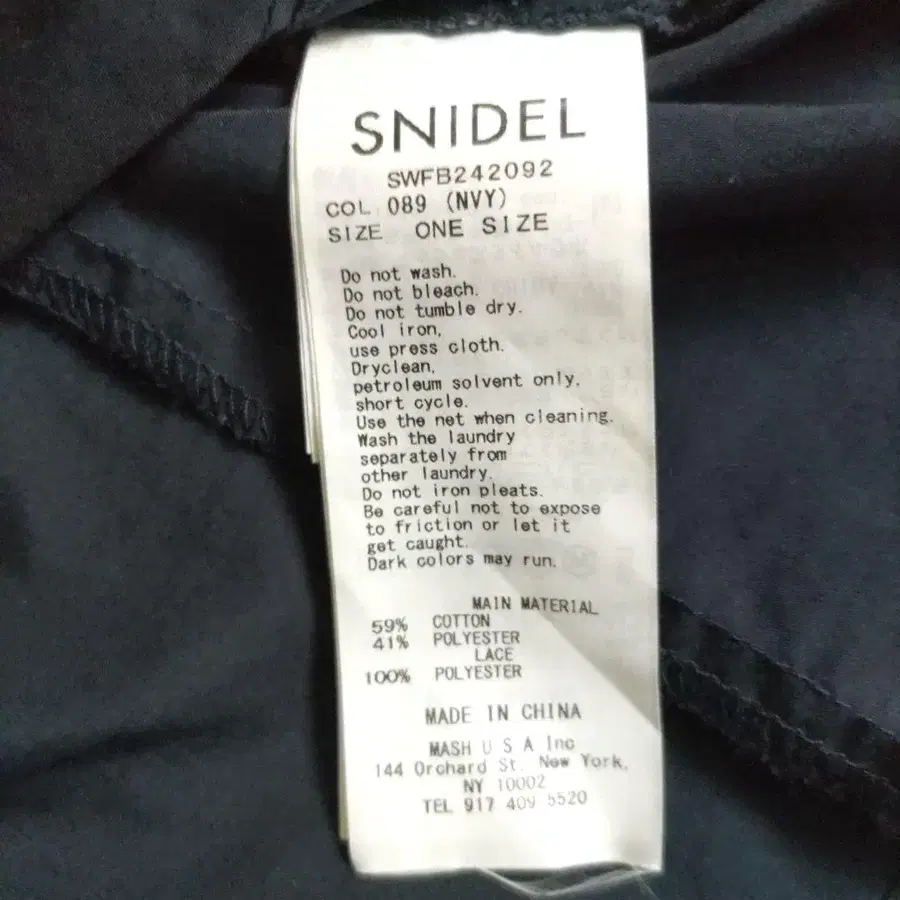 SNIDEL
SWFB242092
COL 089 (NVY)
SIZE ONE SIZE
Do not wash.
Do not bleach.
Do not tumble dry.
Cool iron,
use press cloth.
Dryclean,
petroleum solvent only.
short cycle.
Use the net when cleaning.
Wash the laundry
separately from
other laundry.
Do not iron pleats.
Be careful not to expose
to friction or let it
get caught.
Dark colors may run.
MAIN MATERIAL
59% COTTON
41% POLYESTER
LACE
100% POLYESTER
MADE IN CHINA
MASH U S A Inc
144 Orchard St. New York,
NY 10002
TEL 917 409 5520